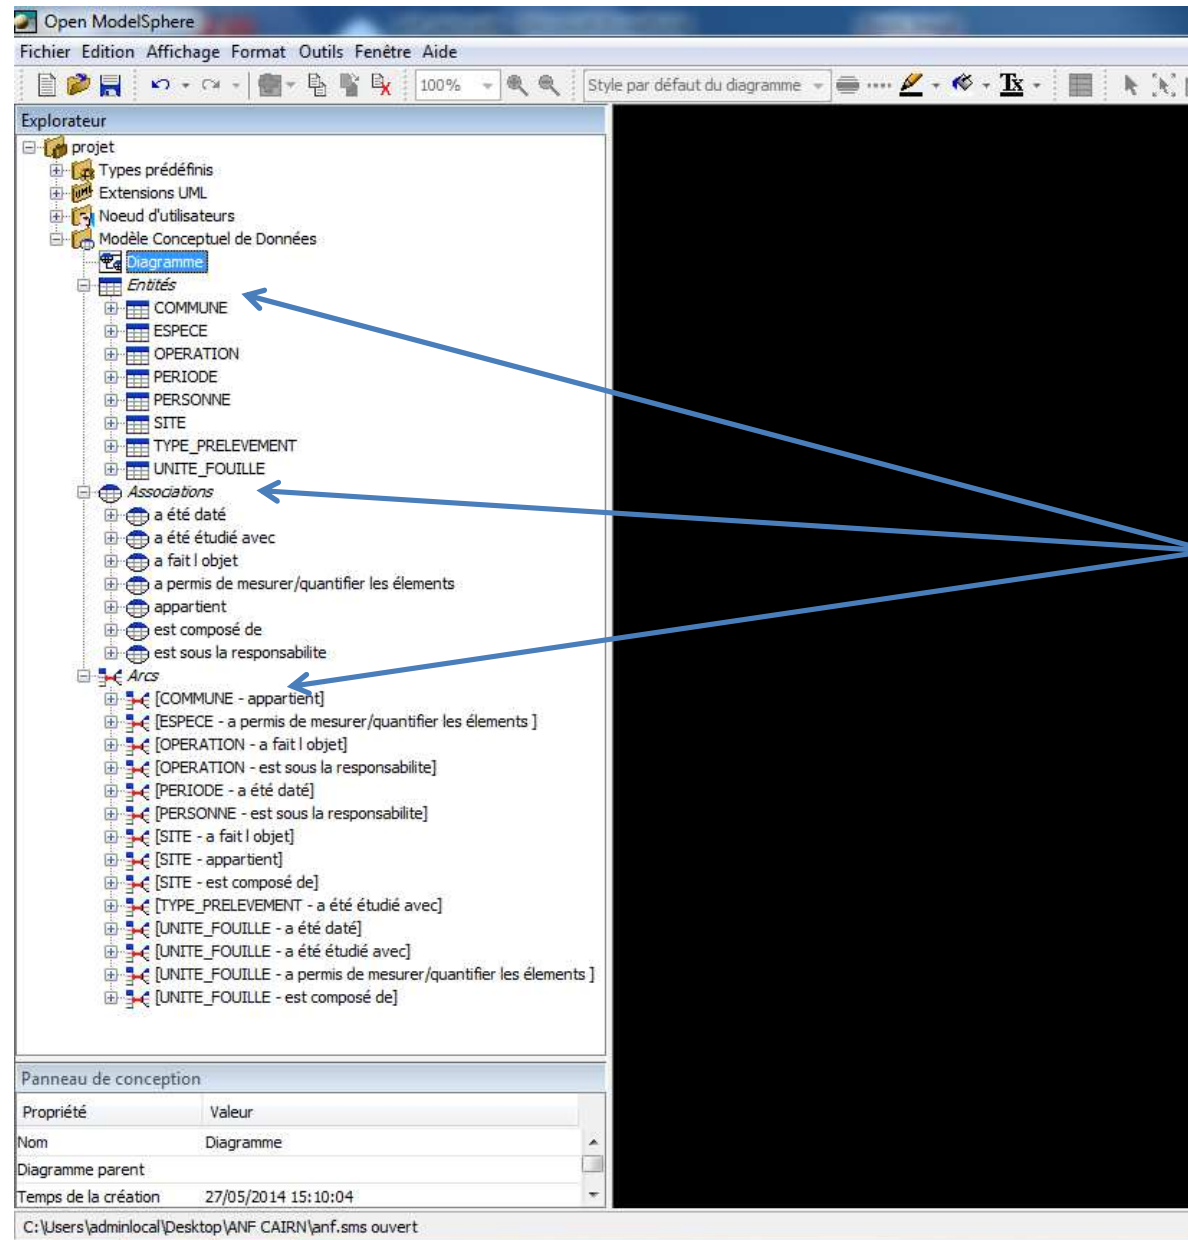 Open ModelSphere
Fichier Edition Affichage Format Outils Fenêtre Aide
100% Style par défaut du diagramme Tx
Explorateur
projet
Types prédéfinis
Extensions UML
Noeud d'utilisateurs
Modèle Conceptuel de Données
Diagramme
Entités
COMMUNE
ESPECE
OPERATION
PERIODE
PERSONNE
SITE
TYPE_PRELEVEMENT
UNITE_FOUILLE
Associations
a été daté
a été étudié avec
a fait l objet
a permis de mesurer/quantifier les élements
appartient
est composé de
est sous la responsabilite
Arcs
[COMMUNE - appartient]
[ESPECE - a permis de mesurer/quantifier les élements ]
[OPERATION - a fait l objet]
[OPERATION - est sous la responsabilite]
[PERIODE - a été daté]
[PERSONNE - est sous la responsabilite]
[SITE - a fait l objet]
[SITE - appartient]
[SITE - est composé de]
[TYPE_PRELEVEMENT - a été étudié avec]
[UNITE_FOUILLE - a été daté]
[UNITE_FOUILLE - a été étudié avec]
[UNITE_FOUILLE - a permis de mesurer/quantifier les élements ]
[UNITE_FOUILLE - est composé de]
Panneau de conception
Propriété Valeur
Nom Diagramme
Diagramme parent
Temps de la création 27/05/2014 15:10:04
C:\Users\adminlocal\Desktop\ANF CAIRN\anf.sms ouvert